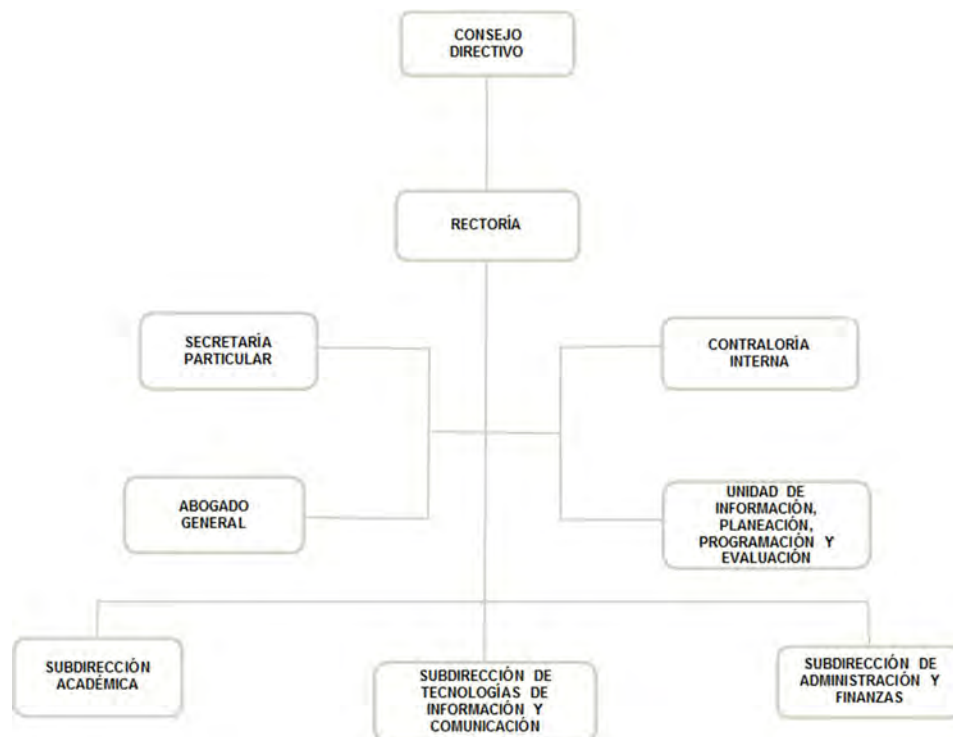 CONSEJO
DIRECTIVO
RECTORÍA
SECRETARÍA
PARTICULAR
CONTRALORÍA
INTERNA
ABOGADO
GENERAL
UNIDAD DE
INFORMACIÓN,
PLANEACIÓN,
PROGRAMACIÓN Y
EVALUACIÓN
SUBDIRECCIÓN
ACADÉMICA
SUBDIRECCIÓN DE
TECNOLOGÍAS DE
INFORMACIÓN Y
COMUNICACIÓN
SUBDIRECCIÓN DE
ADMINISTRACIÓN Y
FINANZAS